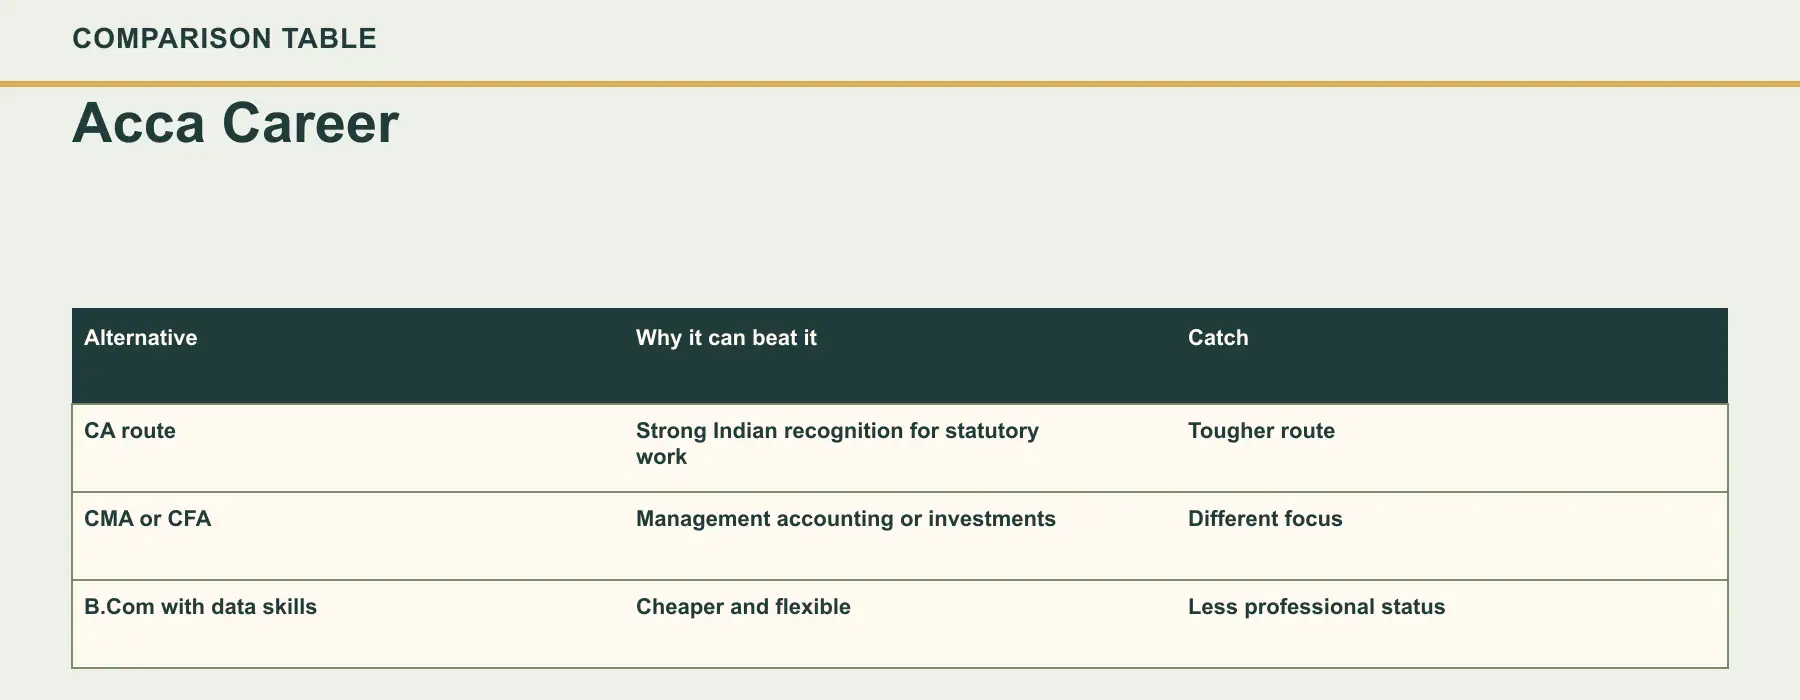 COMPARISON TABLE
Acca Career
Alternative Why it can beat it Catch
CA route Strong Indian recognition for statutory work Tougher route
CMA or CFA Management accounting or investments Different focus
B.Com with data skills Cheaper and flexible Less professional status